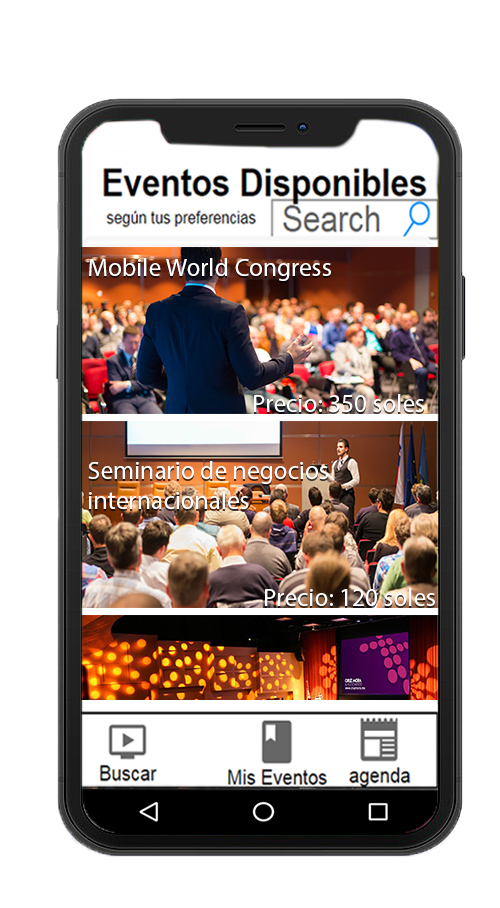 Eventos Disponibles
según tus preferencias
Search
Mobile World Congress
Precio: 350 soles
Seminario de negocios
internacionales
Precio: 120 soles
Buscar
Mis Eventos
agenda